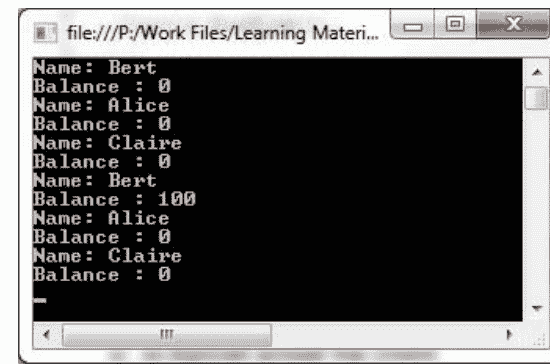 file:///P:/Work Files/Learning Materi...
Name: Bert
Balance : 0
Name: Alice
Balance : 0
Name: Claire
Balance : 0
Name: Bert
Balance : 100
Name: Alice
Balance : 0
Name: Claire
Balance : 0